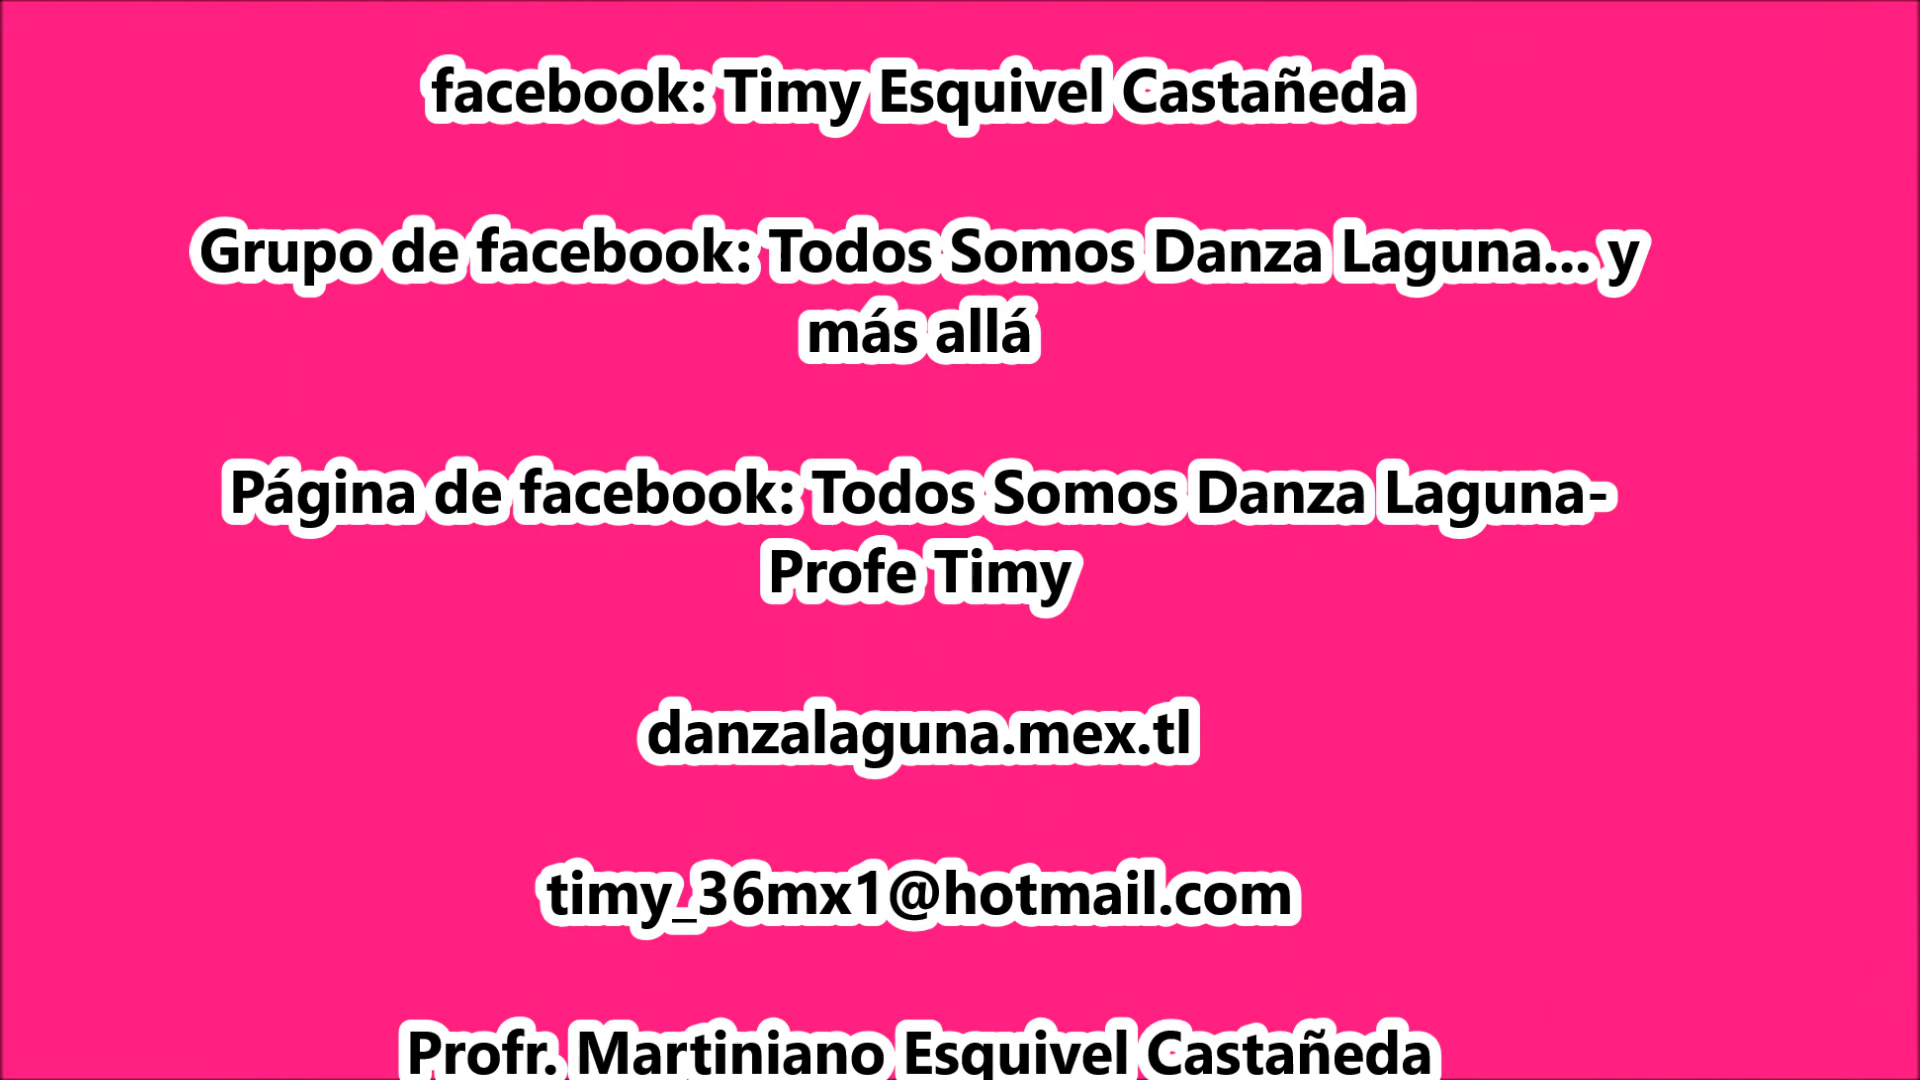 facebook: Timy Esquivel Castañeda
Grupo de facebook: Todos Somos Danza Laguna... y
más allá
Página de facebook: Todos Somos Danza Laguna-
Profe Timy
danzalaguna.mex.tl
timy_36mx1@hotmail.com
Profr. Martiniano Esquivel Castañeda